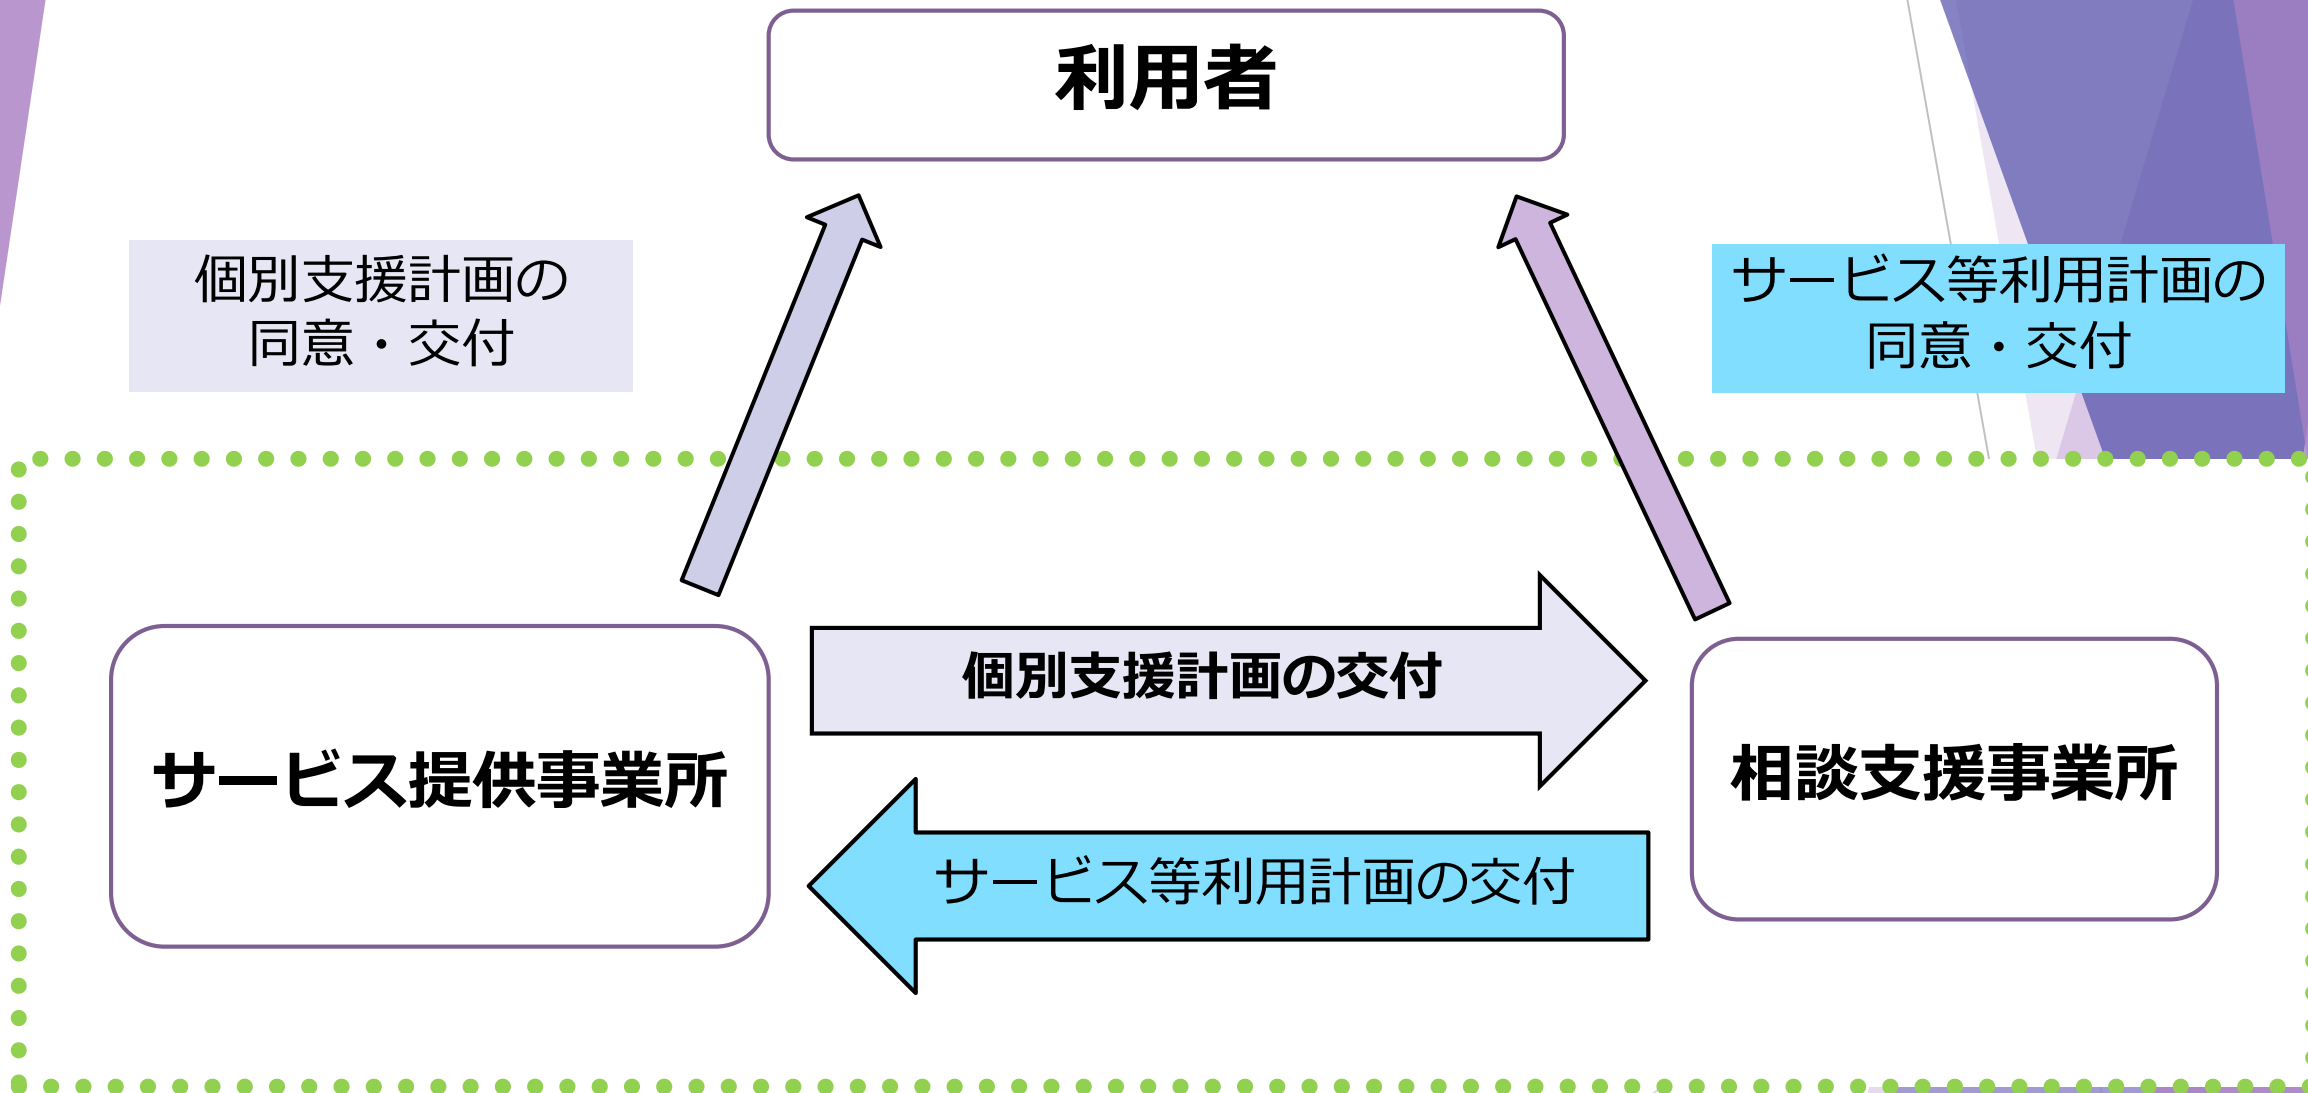 利用者
個別支援計画の
同意・交付
サービス等利用計画の
同意・交付
個別支援計画の交付
サービス提供事業所
相談支援事業所
サービス等利用計画の交付